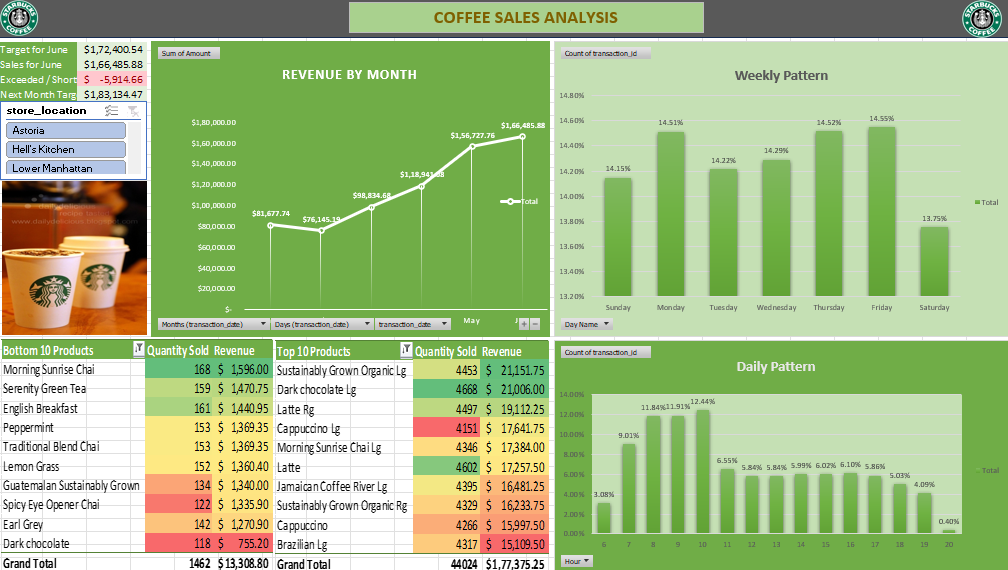 STARBUCKS
COFFEE
COFFEE SALES ANALYSIS
STARBUCKS
COFFEE
Target for June $1,72,400.54
Sales for June $1,66,485.88
Exceeded / Short $ -5,914.66
Next Month Targ $1,83,134.47
store_location
Astoria
Hell's Kitchen
Lower Manhattan
Sum of Amount
REVENUE BY MONTH
$1,80,000.00
$1,60,000.00
$1,40,000.00
$1,20,000.00
$1,00,000.00
$80,000.00
$60,000.00
$40,000.00
$20,000.00
$-
$81,677.74
$76,145.19
$98,834.68
$1,18,941.08
$1,56,727.76
$1,66,485.88
Total
May
J
Months (transaction_date) Days (transaction_date) transaction_date
Count of transaction_id
Weekly Pattern
14.80%
14.60%
14.40%
14.20%
14.00%
13.80%
13.60%
13.40%
13.20%
14.15% 14.51% 14.22% 14.29% 14.52% 14.55% 13.75%
Sunday Monday Tuesday Wednesday Thursday Friday Saturday
Total
Day Name
Bottom 10 Products Quantity Sold Revenue
Morning Sunrise Chai 168 $ 1,596.00
Serenity Green Tea 159 $ 1,470.75
English Breakfast 161 $ 1,440.95
Peppermint 153 $ 1,369.35
Traditional Blend Chai 153 $ 1,369.35
Lemon Grass 152 $ 1,360.40
Guatemalan Sustainably Grown 134 $ 1,340.00
Spicy Eye Opener Chai 122 $ 1,335.90
Earl Grey 142 $ 1,270.90
Dark chocolate 118 $ 755.20
Grand Total 1462 $13,308.80
Top 10 Products Quantity Sold Revenue
Sustainably Grown Organic Lg 4453 $ 21,151.75
Dark chocolate Lg 4668 $ 21,006.00
Latte Rg 4497 $ 19,112.25
Cappuccino Lg 4151 $ 17,641.75
Morning Sunrise Chai Lg 4346 $ 17,384.00
Latte 4602 $ 17,257.50
Jamaican Coffee River Lg 4395 $ 16,481.25
Sustainably Grown Organic Rg 4329 $ 16,233.75
Cappuccino 4266 $ 15,997.50
Brazilian Lg 4317 $ 15,109.50
Grand Total 44024 $1,77,375.25
Count of transaction_id
Daily Pattern
14.00%
12.00%
10.00%
8.00%
6.00%
4.00%
2.00%
0.00%
3.08% 9.01% 11.84% 11.91% 12.44% 6.55% 5.84% 5.84% 5.99% 6.02% 6.10% 5.86% 5.03% 4.09% 0.40%
6 7 8 9 10 11 12 13 14 15 16 17 18 19 20
Total
Hour